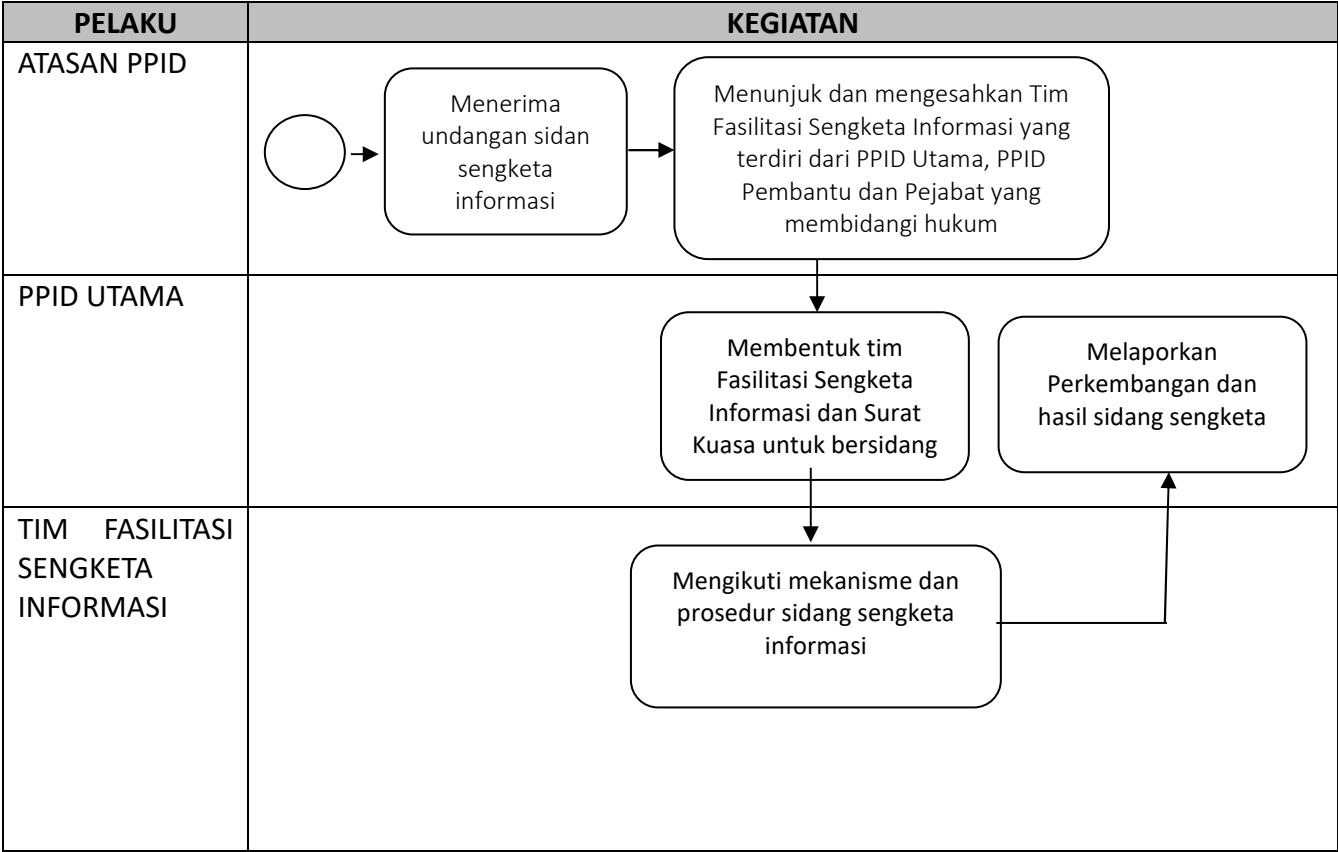 PELAKU
KEGIATAN
ATASAN PPID
Menerima
undangan sidan
sengketa
informasi
Menunjuk dan mengesahkan Tim
Fasilitasi Sengketa Informasi yang
terdiri dari PPID Utama, PPID
Pembantu dan Pejabat yang
membidangi hukum
PPID UTAMA
Membentuk tim
Fasilitasi Sengketa
Informasi dan Surat
Kuasa untuk bersidang
Melaporkan
Perkembangan dan
hasil sidang sengketa
TIM FASILITASI
SENGKETA
INFORMASI
Mengikuti mekanisme dan
prosedur sidang sengketa
informasi